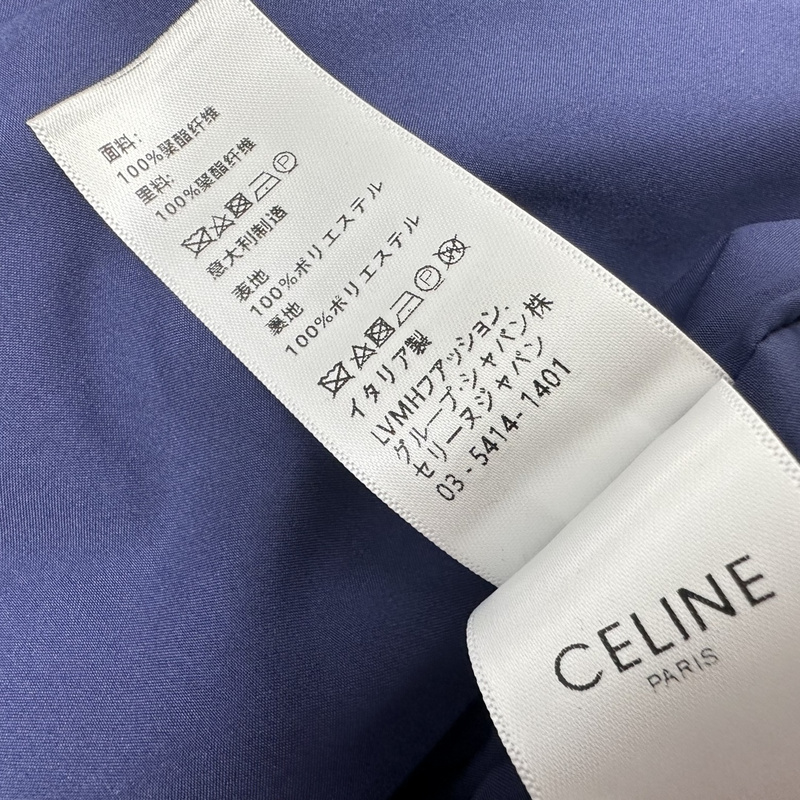 面料:
100%聚酯纤维
里料:
100%聚酯纤维
P
意大利制造
表地
100%ポリエステル
裏地
100%ポリエステル
P W
イタリア製
LVMHファッション.
グループ.ジャパン株
セリーヌジャパン
03-5414-1401
CELINE
PARIS